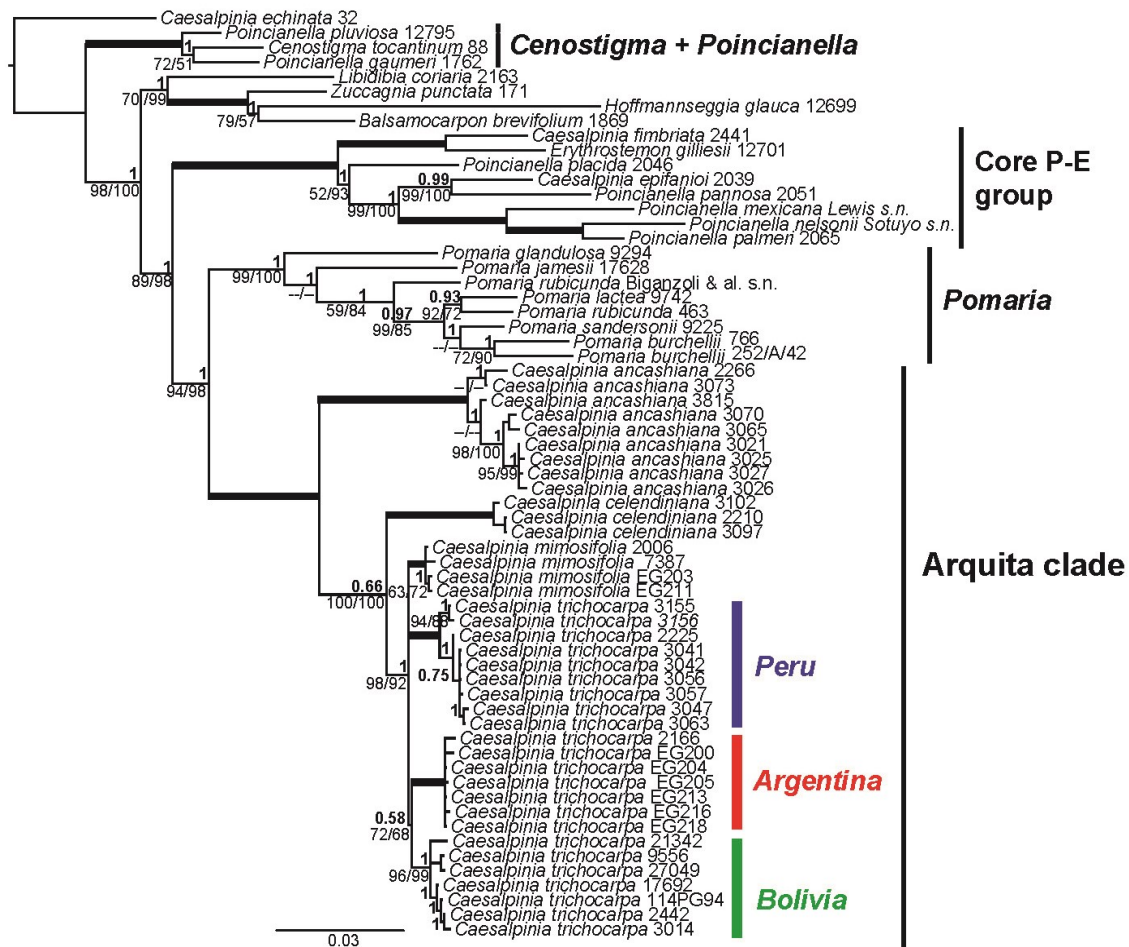 Caesalpinia echinata 32
Poincianella pluviosa 12795
Cenostigma tocantinum 88
1
72/51
Poincianella gaumeri 1762
Cenostigma + Poincianella
1
70/99
Libidibia coriaria 2163
Zuccagnia punctata 171
1
79/57
Hoffmannseggia glauca 12699
Balsamocarpon brevifolium 1869
1
98/100
Caesalpinia fimbriata 2441
Erythrostemon gilliesii 12701
1
52/93
Poincianella placida 2046
0.99
99/100
Caesalpinia epifanioi 2039
Poincianella pannosa 2051
1
99/100
Poincianella mexicana Lewis s.n.
Poincianella nelsonii Sotuyo s.n.
Poincianella palmeri 2065
Core P-E
group
1
89/98
1
99/100
Pomaria glandulosa 9294
1
--/--
Pomaria jamesii 17628
1
59/84
Pomaria rubicunda Biganzoli & al. s.n.
0.97
99/85
0.93
92/72
Pomaria lactea 9742
Pomaria rubicunda 463
1
--/--
Pomaria sandersonii 9225
72/90
Pomaria burchellii 766
Pomaria burchellii 252/A/42
Pomaria
1
94/98
1
--/--
Caesalpinia ancashiana 2266
Caesalpinia ancashiana 3073
--/--
Caesalpinia ancashiana 3815
1
98/100
Caesalpinia ancashiana 3070
Caesalpinia ancashiana 3065
1
95/99
Caesalpinia ancashiana 3021
Caesalpinia ancashiana 3025
Caesalpinia ancashiana 3027
Caesalpinia ancashiana 3026
Caesalpinia celendiniana 3102
Caesalpinia celendiniana 2210
Caesalpinia celendiniana 3097
0.66
100/100
Caesalpinia mimosifolia 2006
Caesalpinia mimosifolia 7387
1
63/72
Caesalpinia mimosifolia EG203
Caesalpinia mimosifolia EG211
Arquita clade
1
94/88
Caesalpinia trichocarpa 3155
Caesalpinia trichocarpa 3156
Caesalpinia trichocarpa 2225
1
Caesalpinia trichocarpa 3041
Caesalpinia trichocarpa 3042
0.75
Caesalpinia trichocarpa 3056
Caesalpinia trichocarpa 3057
1
Caesalpinia trichocarpa 3047
Caesalpinia trichocarpa 3063
Peru
1
98/92
Caesalpinia trichocarpa 2166
Caesalpinia trichocarpa EG200
Caesalpinia trichocarpa EG204
Caesalpinia trichocarpa EG205
Caesalpinia trichocarpa EG213
Caesalpinia trichocarpa EG216
Caesalpinia trichocarpa EG218
Argentina
0.58
72/68
Caesalpinia trichocarpa 21342
1
96/99
Caesalpinia trichocarpa 9556
Caesalpinia trichocarpa 27049
1
Caesalpinia trichocarpa 17692
Caesalpinia trichocarpa 114PG94
1
1
Caesalpinia trichocarpa 2442
Caesalpinia trichocarpa 3014
Bolivia
0.03